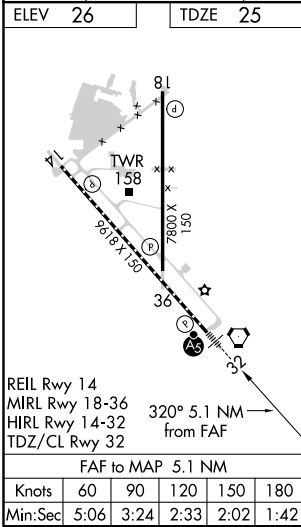 ELEV 26
TDZE 25
18
P
14
TWR
158
P
7800 X 150
9618 X 150
P
36
P
A5
32
REIL Rwy 14
MIRL Rwy 18-36
HIRL Rwy 14-32
TDZ/CL Rwy 32
320° 5.1 NM
from FAF
FAF to MAP 5.1 NM
Knots 60 90 120 150 180
Min:Sec 5:06 3:24 2:33 2:02 1:42